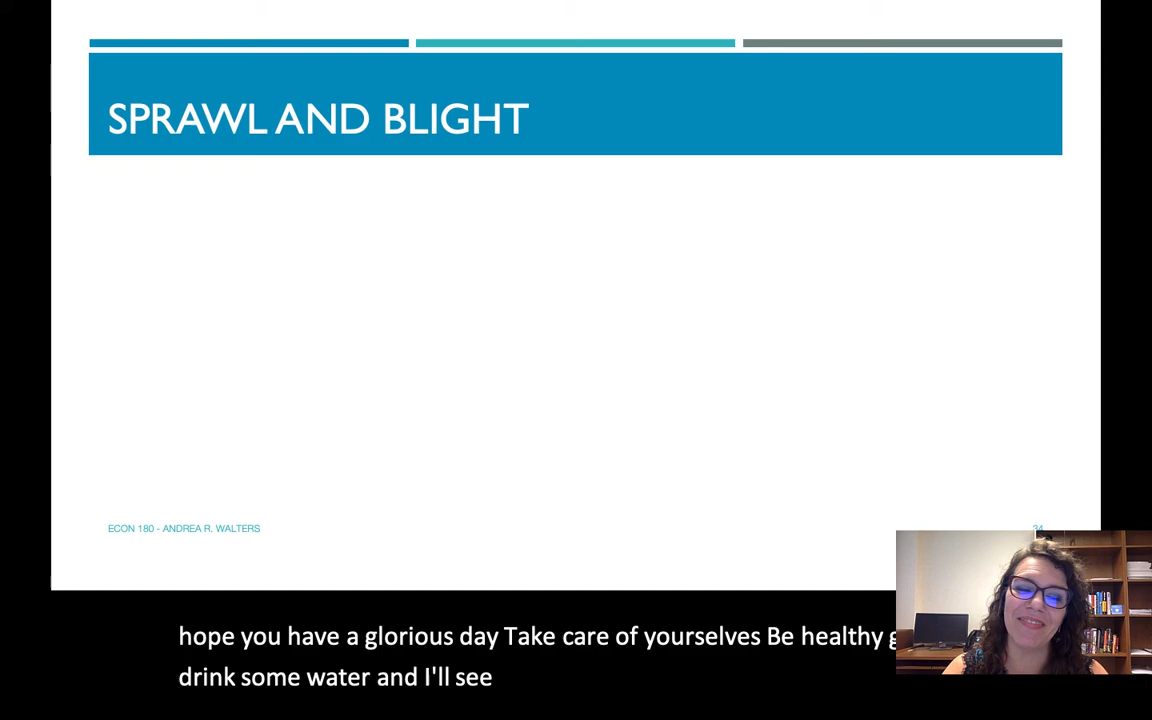 SPRAWL AND BLIGHT
ECON 180 - ANDREA R. WALTERS
34
hope you have a glorious day Take care of yourselves Be healthy
drink some water and I'll see